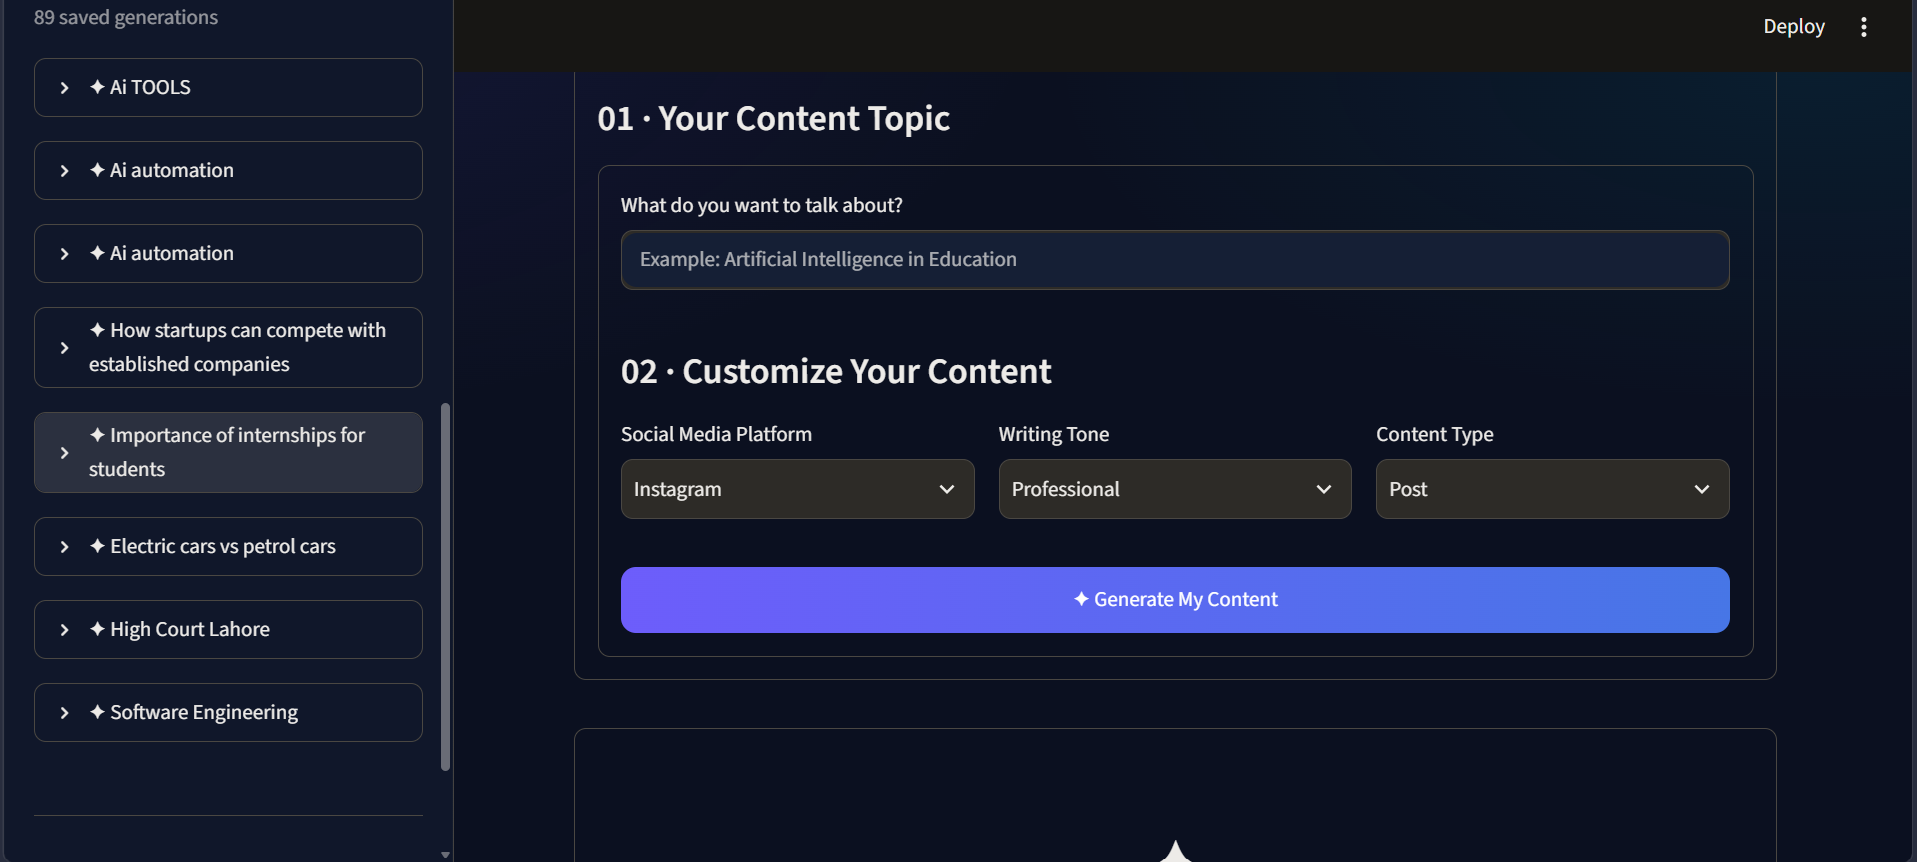 89 saved generations
✦ Ai TOOLS
✦ Ai automation
✦ Ai automation
✦ How startups can compete with
established companies
✦ Importance of internships for
students
✦ Electric cars vs petrol cars
✦ High Court Lahore
✦ Software Engineering
Deploy
01 · Your Content Topic
What do you want to talk about?
Example: Artificial Intelligence in Education
02 · Customize Your Content
Social Media Platform
Writing Tone
Content Type
Instagram
Professional
Post
✦ Generate My Content